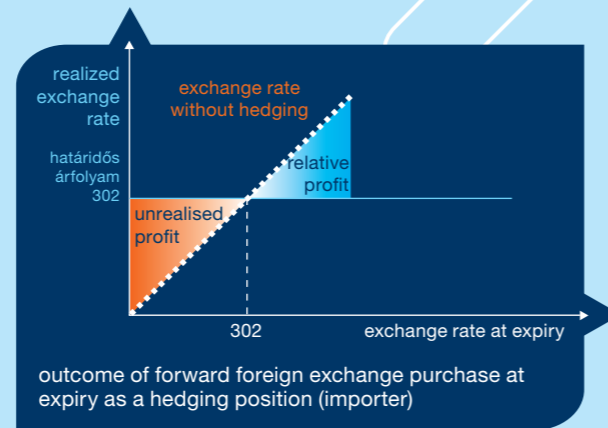 realized
exchange
rate
exchange rate
without hedging
határidős
árfolyam
302
relative
profit
unrealised
profit
302
exchange rate at expiry
outcome of forward foreign exchange purchase at
expiry as a hedging position (importer)